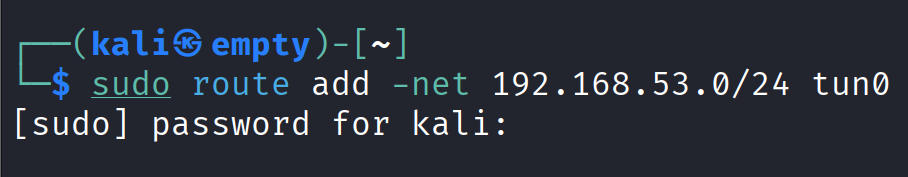 ┌──(kali㉿empty)-[~]
└─$ sudo route add -net 192.168.53.0/24 tun0
[sudo] password for kali: